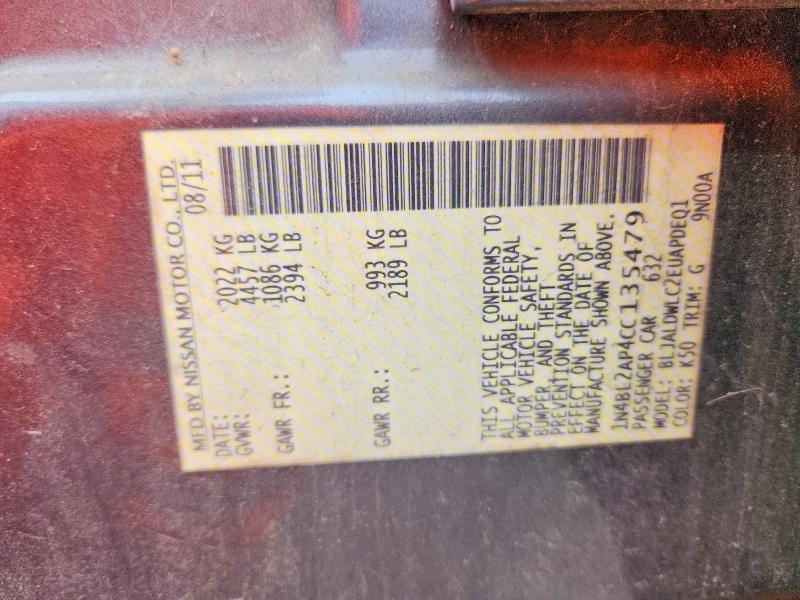 MFD BY NISSAN MOTOR CO., LTD.
DATE: 08/11
GVWR: 2022 KG
4457 LB
GAWR FR.: 1086 KG
2394 LB
GAWR RR.: 993 KG
2189 LB
THIS VEHICLE CONFORMS TO
ALL APPLICABLE FEDERAL
MOTOR VEHICLE SAFETY,
BUMPER, AND THEFT
PREVENTION STANDARDS IN
EFFECT ON THE DATE OF
MANUFACTURE SHOWN ABOVE.
1N4BL2AP4CC135479
PASSENGER CAR 632
MODEL: BLJALDWLC2EUAPDEQ1
COLOR: K50 TRIM: G 9N00A